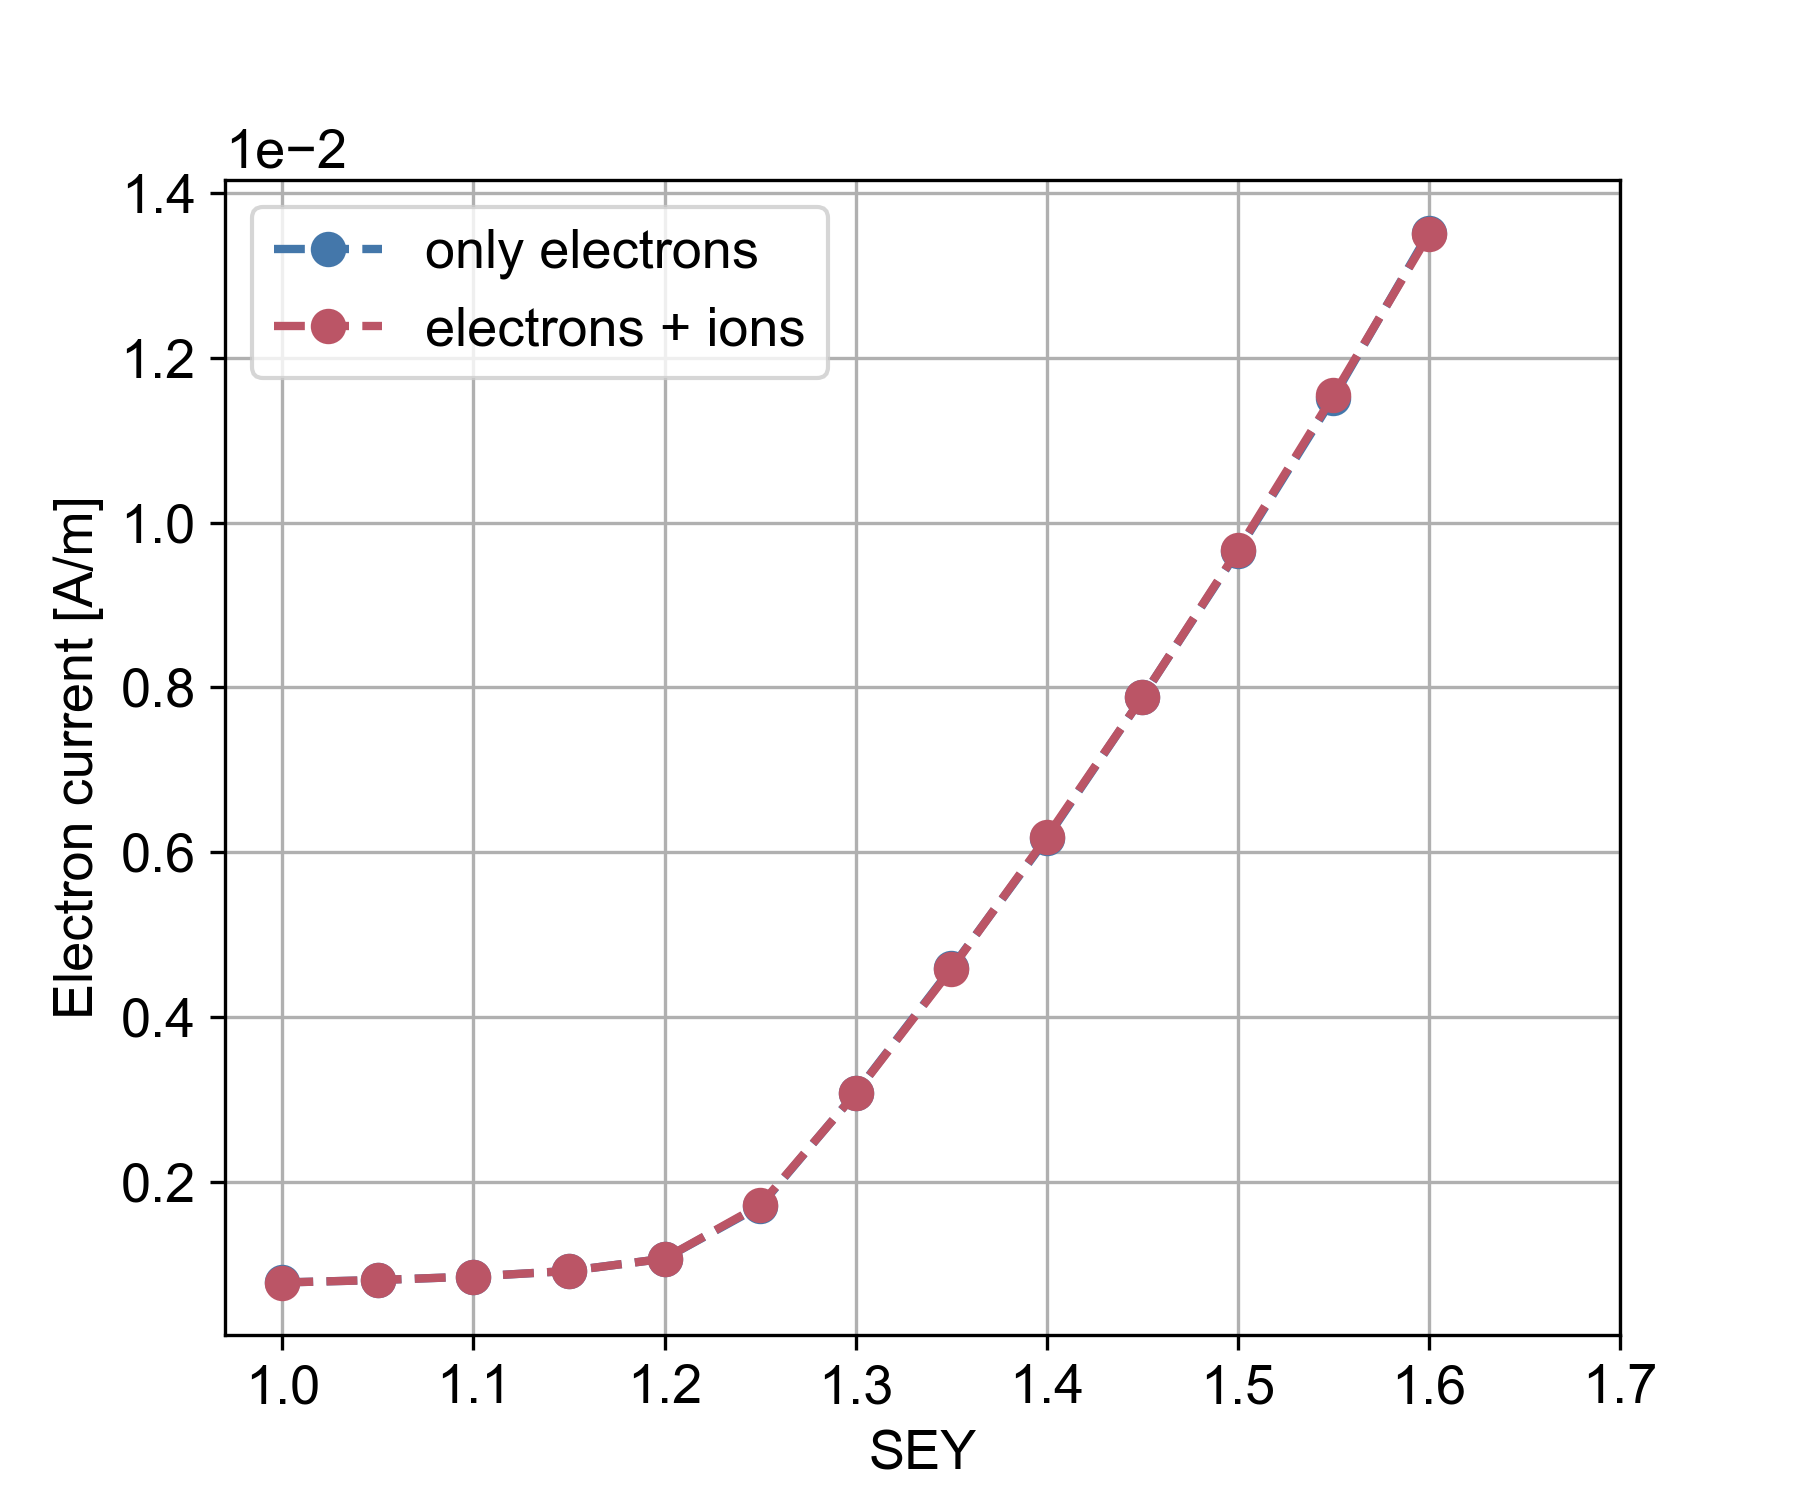 1e−2
1.4
1.2
1.0
0.8
0.6
0.4
0.2
only electrons
electrons + ions
Electron current [A/m]
1.0 1.1 1.2 1.3 1.4 1.5 1.6 1.7
SEY